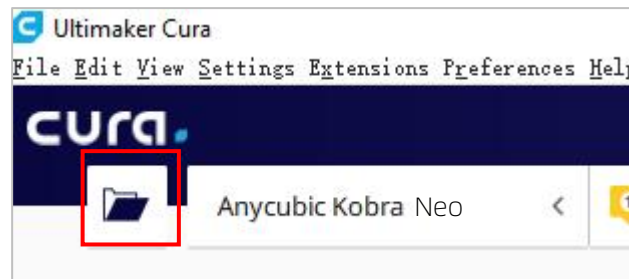 Ultimaker Cura
File Edit View Settings Extensions Preferences Help
cura.
Anycubic Kobra Neo